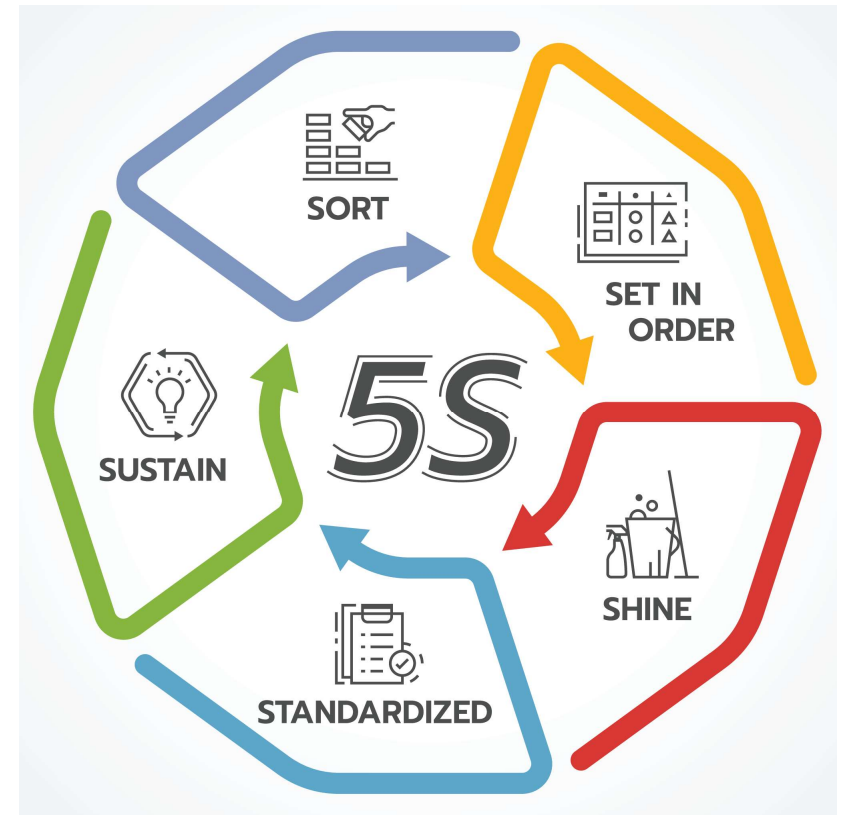 SORT
SET IN
ORDER
5S
SUSTAIN
SHINE
STANDARDIZED